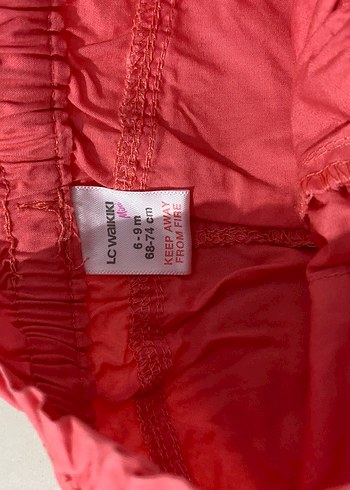 LC WAIKIKI
6 - 9 m
68-74 cm
KEEP AWAY
FROM FIRE